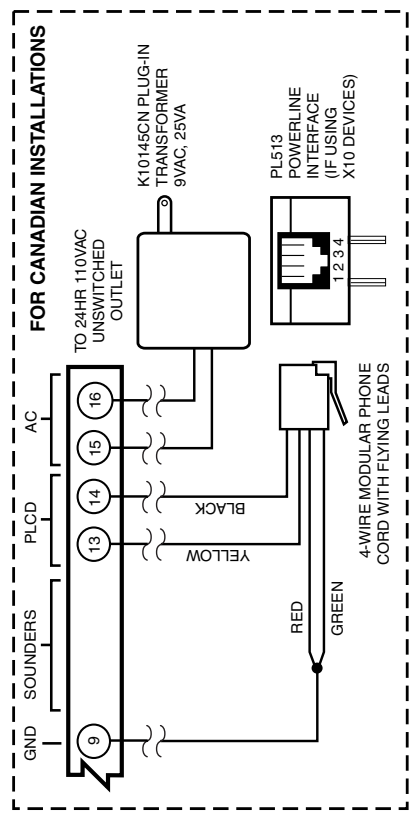 FOR CANADIAN INSTALLATIONS
GND
SOUNDERS
PLCD
AC
9
13
14
15
16
TO 24HR 110VAC
UNSWITCHED
OUTLET
K10145CN PLUG-IN
TRANSFORMER
9VAC, 25VA
YELLOW
BLACK
RED
GREEN
PL513
POWERLINE
INTERFACE
(IF USING
X10 DEVICES)
1 2 3 4
4-WIRE MODULAR PHONE
CORD WITH FLYING LEADS